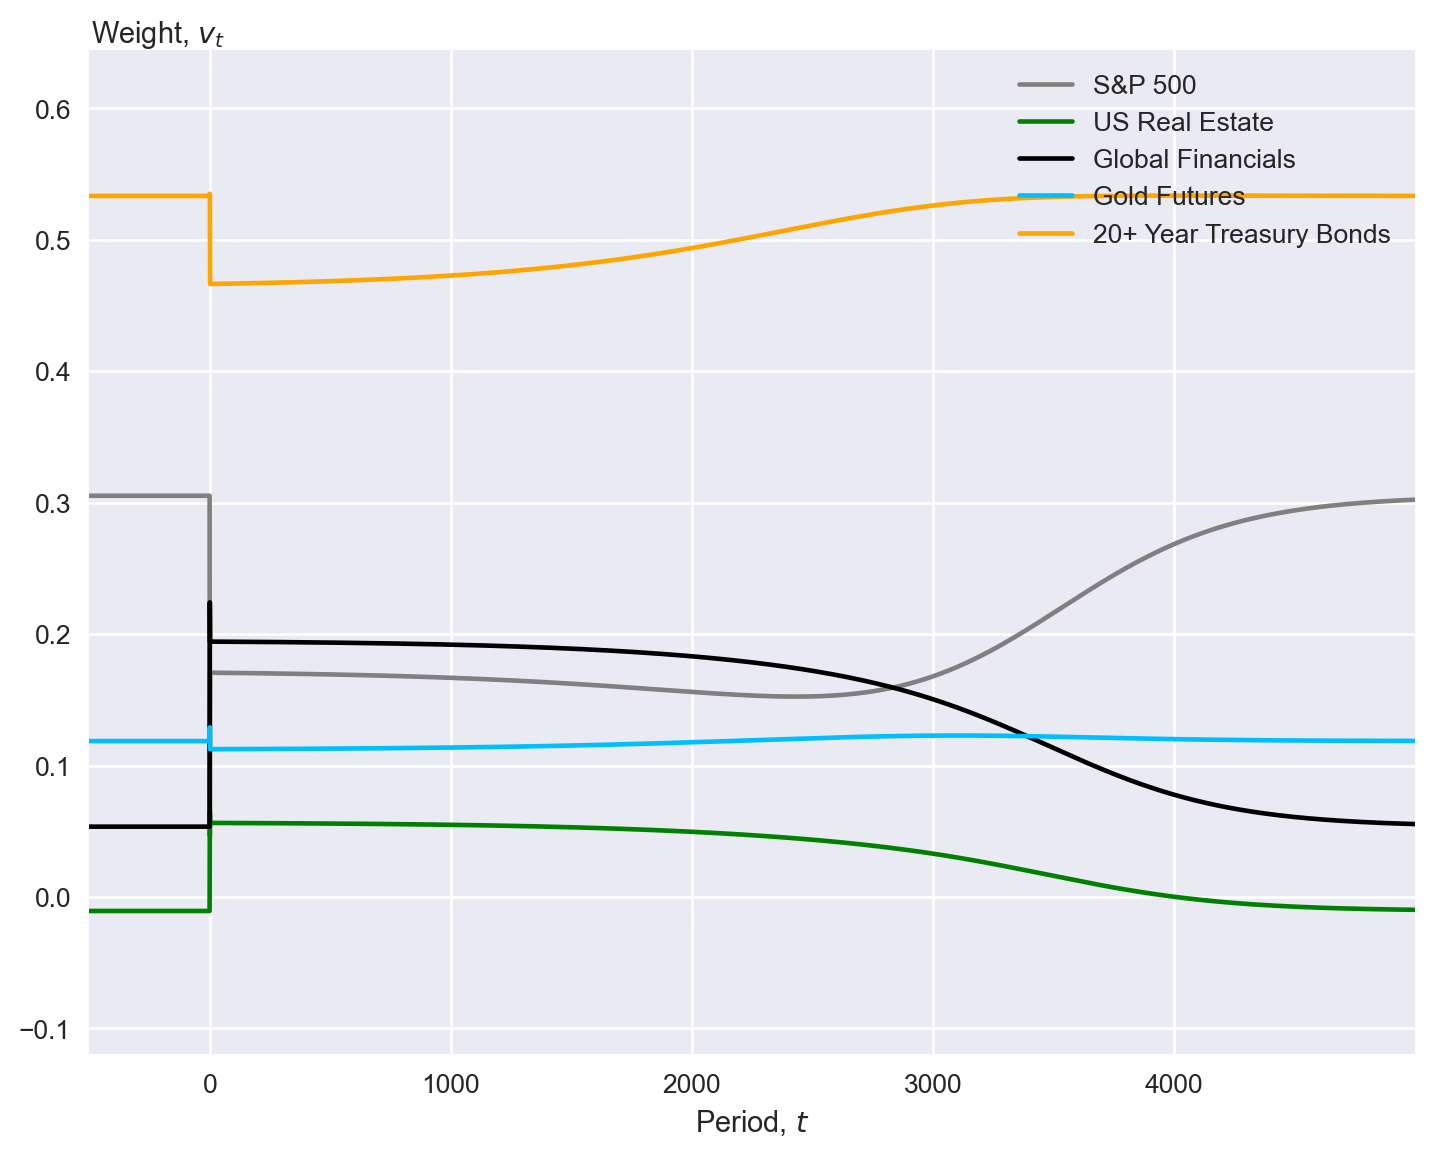 Weight, vt
S&P 500
US Real Estate
Global Financials
Gold Futures
20+ Year Treasury Bonds
0.6
0.5
0.4
0.3
0.2
0.1
0.0
−0.1
0 1000 2000 3000 4000
Period, t